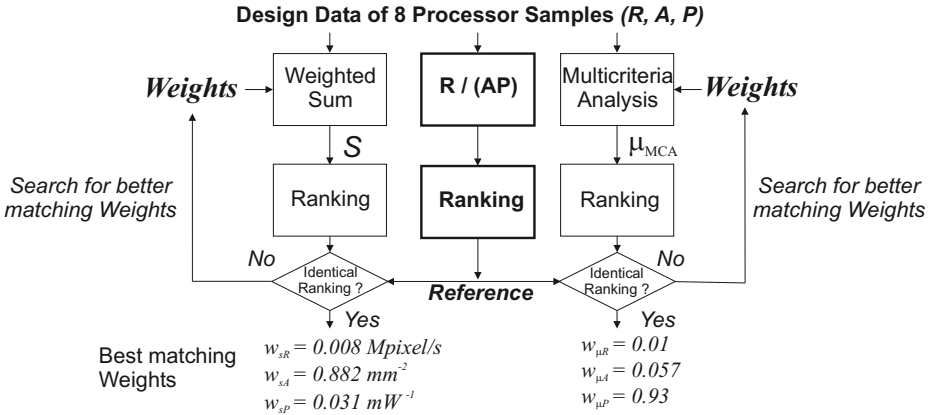 Design Data of 8 Processor Samples (R, A, P)
Weights
Weighted
Sum
R / (AP)
Multicriteria
Analysis
Weights
S
μMCA
Search for better
matching Weights
Ranking
Ranking
Ranking
Search for better
matching Weights
No
Identical
Ranking ?
Reference
Identical
Ranking ?
No
Yes
Yes
Best matching
Weights
wsR = 0.008 Mpixel/s
wsA = 0.882 mm-2
wsP = 0.031 mW-1
wμR = 0.01
wμA = 0.057
wμP = 0.93